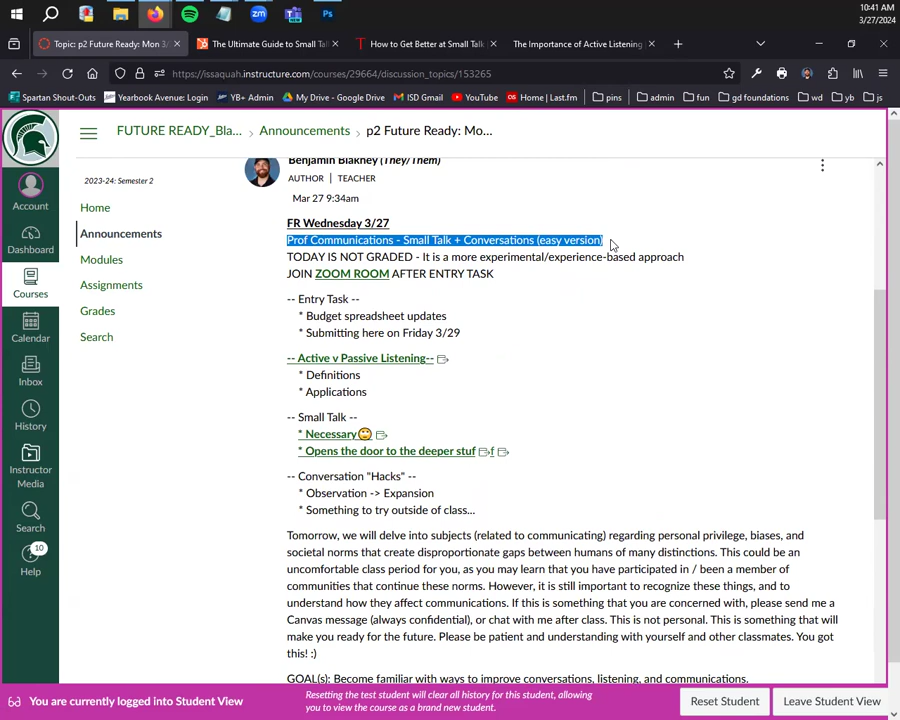 10:41 AM
3/27/2024
Topic: p2 Future Ready: Mon 3/
The Ultimate Guide to Small Tal
How to Get Better at Small Talk
The Importance of Active Listening
https://issaquah.instructure.com/courses/29664/discussion_topics/153265
Spartan Shout-Outs
Yearbook Avenue: Login
YB+ Admin
My Drive - Google Drive
ISD Gmail
YouTube
Home | Last.fm
pins
admin
fun
gd foundations
wd
yb
js
FUTURE READY_Bla... > Announcements > p2 Future Ready: Mo...
Account
Dashboard
Courses
Calendar
Inbox
History
Instructor
Media
Search
10
Help
2023-24: Semester 2
Home
Announcements
Modules
Assignments
Grades
Search
Benjamin Blakney (They/Them)
AUTHOR | TEACHER
Mar 27 9:34am
FR Wednesday 3/27
Prof Communications - Small Talk + Conversations (easy version)
TODAY IS NOT GRADED - It is a more experimental/experience-based approach
JOIN ZOOM ROOM AFTER ENTRY TASK
-- Entry Task --
* Budget spreadsheet updates
* Submitting here on Friday 3/29
-- Active v Passive Listening--
* Definitions
* Applications
-- Small Talk --
* Necessary🙄
* Opens the door to the deeper stuf f
-- Conversation "Hacks" --
* Observation -> Expansion
* Something to try outside of class...
Tomorrow, we will delve into subjects (related to communicating) regarding personal privilege, biases, and
societal norms that create disproportionate gaps between humans of many distinctions. This could be an
uncomfortable class period for you, as you may learn that you have participated in / been a member of
communities that continue these norms. However, it is still important to recognize these things, and to
understand how they affect communications. If this is something that you are concerned with, please send me a
Canvas message (always confidential), or chat with me after class. This is not personal. This is something that will
make you ready for the future. Please be patient and understanding with yourself and other classmates. You got
this! :)
GOAL(s): Become familiar with ways to improve conversations, listening, and communications.
You are currently logged into Student View
Resetting the test student will clear all history for this student, allowing
you to view the course as a brand new student.
Reset Student
Leave Student View